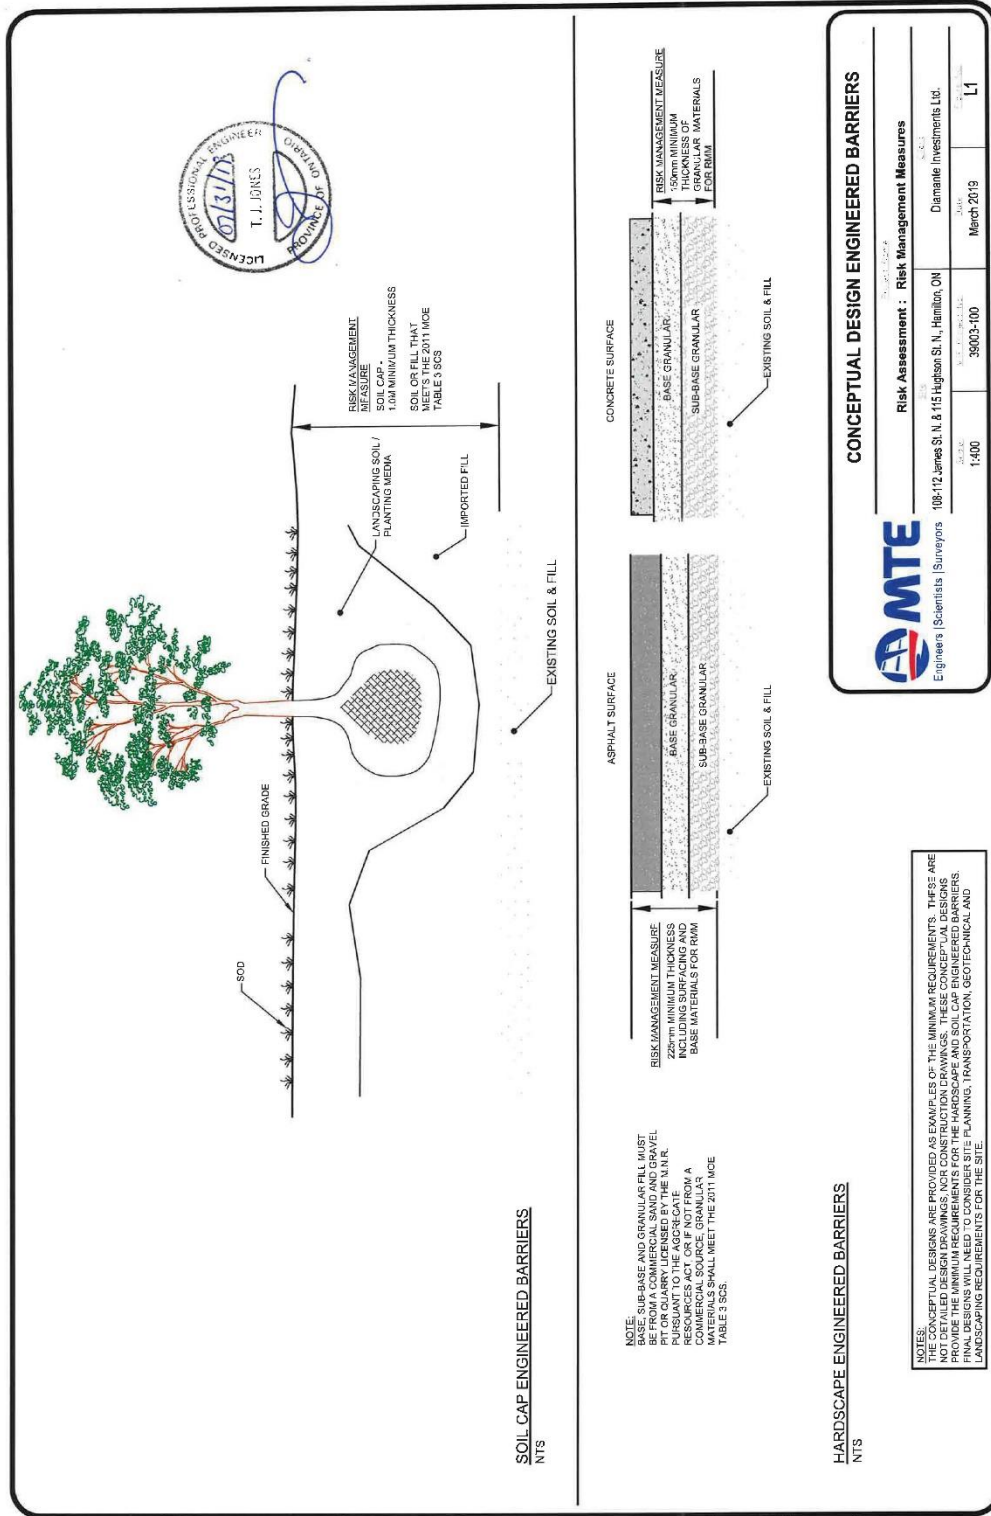 LICENSED PROFESSIONAL ENGINEER
T. J. JONES
PROVINCE OF ONTARIO
SOD
FINISHED GRADE
RISK MANAGEMENT
MEASURE
SOIL CAP -
1.0M MINIMUM THICKNESS
SOIL OR FILL THAT
MEETS THE 2011 MOE
TABLE 3 SCS
LANDSCAPING SOIL /
PLANTING MEDIA
IMPORTED FILL
EXISTING SOIL & FILL
SOIL CAP ENGINEERED BARRIERS
NTS
NOTE:
BASE, SUB-BASE AND GRANULAR FILL MUST
BE FROM A COMMERCIAL SAND AND GRAVEL
PIT OR QUARRY LICENSED BY THE M.N.R.
PURSUANT TO THE AGGREGATE
RESOURCES ACT, OR IF NOT FROM A
COMMERCIAL SOURCE, GRANULAR
MATERIALS SHALL MEET THE 2011 MOE
TABLE 3 SCS.
ASPHALT SURFACE
RISK MANAGEMENT MEASURE
225mm MINIMUM THICKNESS
INCLUDING SURFACING AND
BASE MATERIALS FOR RMM
BASE GRANULAR
SUB-BASE GRANULAR
EXISTING SOIL & FILL
CONCRETE SURFACE
BASE GRANULAR
SUB-BASE GRANULAR
EXISTING SOIL & FILL
RISK MANAGEMENT MEASURE
150mm MINIMUM
THICKNESS OF
GRANULAR MATERIALS
FOR RMM
HARDSCAPE ENGINEERED BARRIERS
NTS
NOTES:
THE CONCEPTUAL DESIGNS ARE PROVIDED AS EXAMPLES OF THE MINIMUM REQUIREMENTS. THESE ARE
NOT DETAILED DESIGN DRAWINGS, NOR CONSTRUCTION DRAWINGS. THESE CONCEPTUAL DESIGNS
PROVIDE THE MINIMUM REQUIREMENTS FOR THE HARDSCAPE AND SOIL CAP ENGINEERED BARRIERS.
FINAL DESIGNS WILL NEED TO CONSIDER SITE PLANNING, TRANSPORTATION, GEOTECHNICAL AND
LANDSCAPING REQUIREMENTS FOR THE SITE.
MTE
Engineers | Scientists | Surveyors
CONCEPTUAL DESIGN ENGINEERED BARRIERS
Risk Assessment : Risk Management Measures
108-112 James St. N. & 115 Hughson St. N., Hamilton, ON
Diamante Investments Ltd.
1:400
39003-100
March 2019
L1